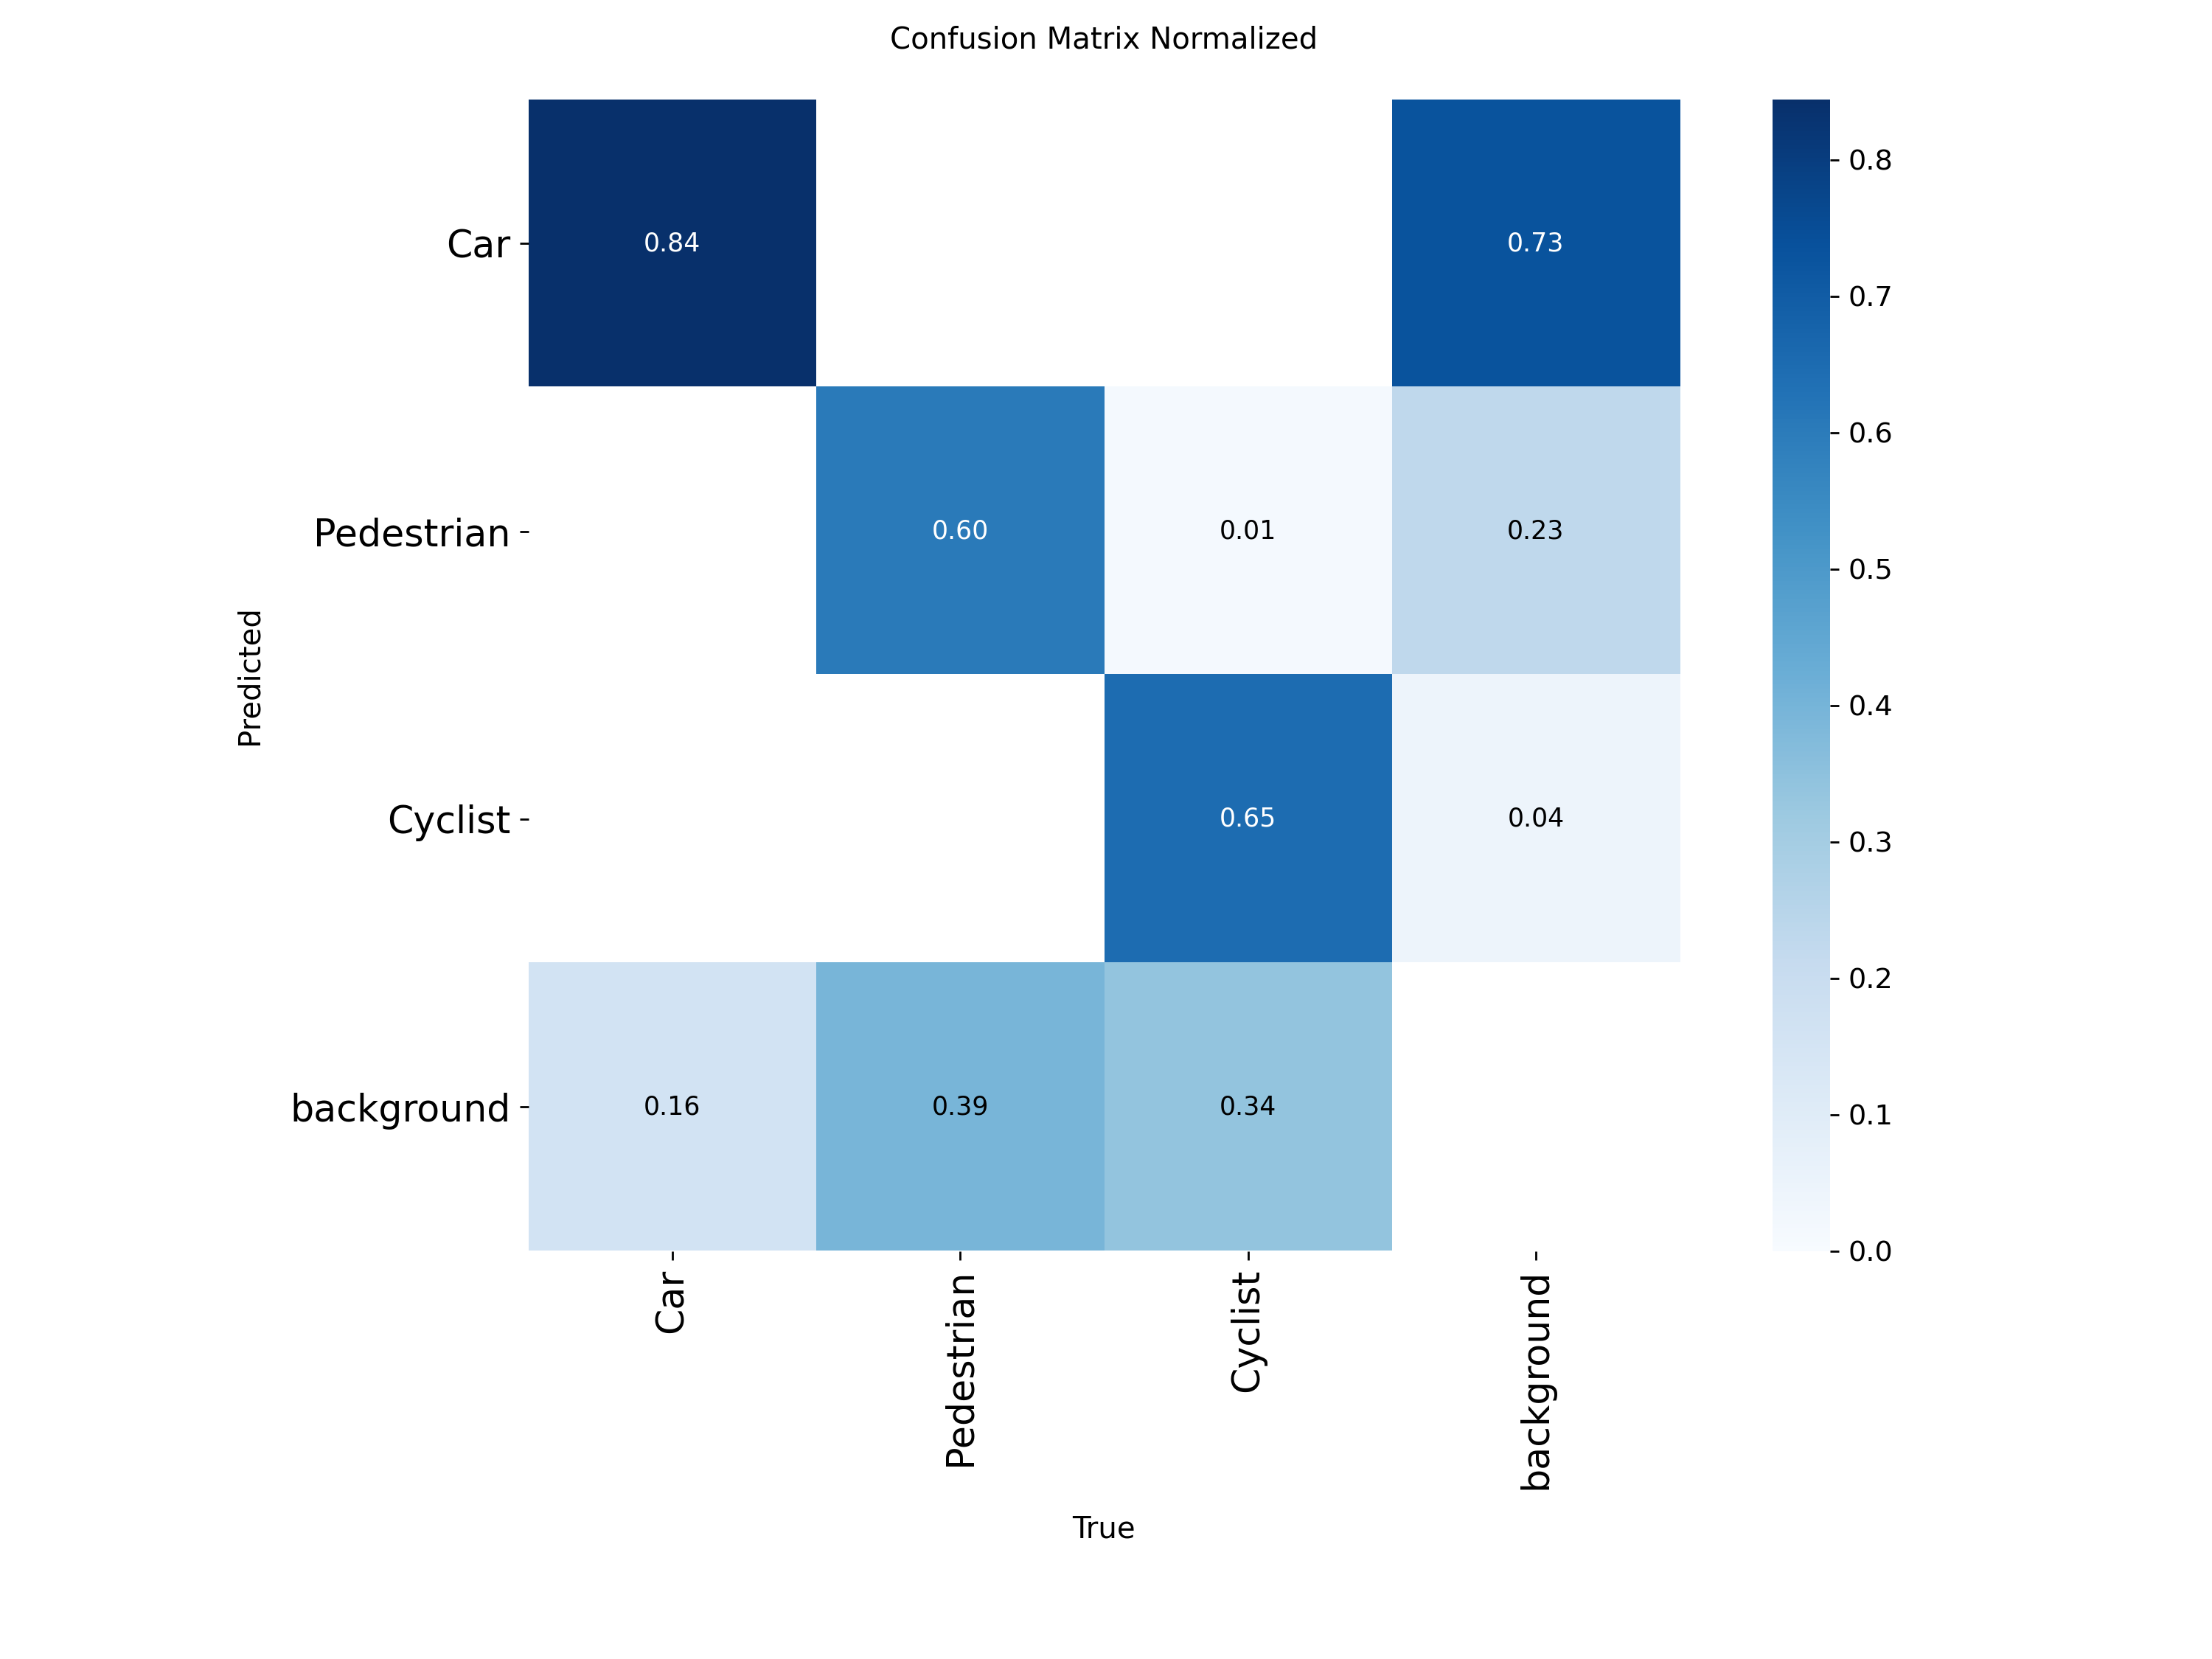 Confusion Matrix Normalized
Car
0.84
0.73
Pedestrian
0.60
0.01
0.23
Cyclist
0.65
0.04
background
0.16
0.39
0.34
Predicted
Car
Pedestrian
Cyclist
background
True
0.8
0.7
0.6
0.5
0.4
0.3
0.2
0.1
0.0